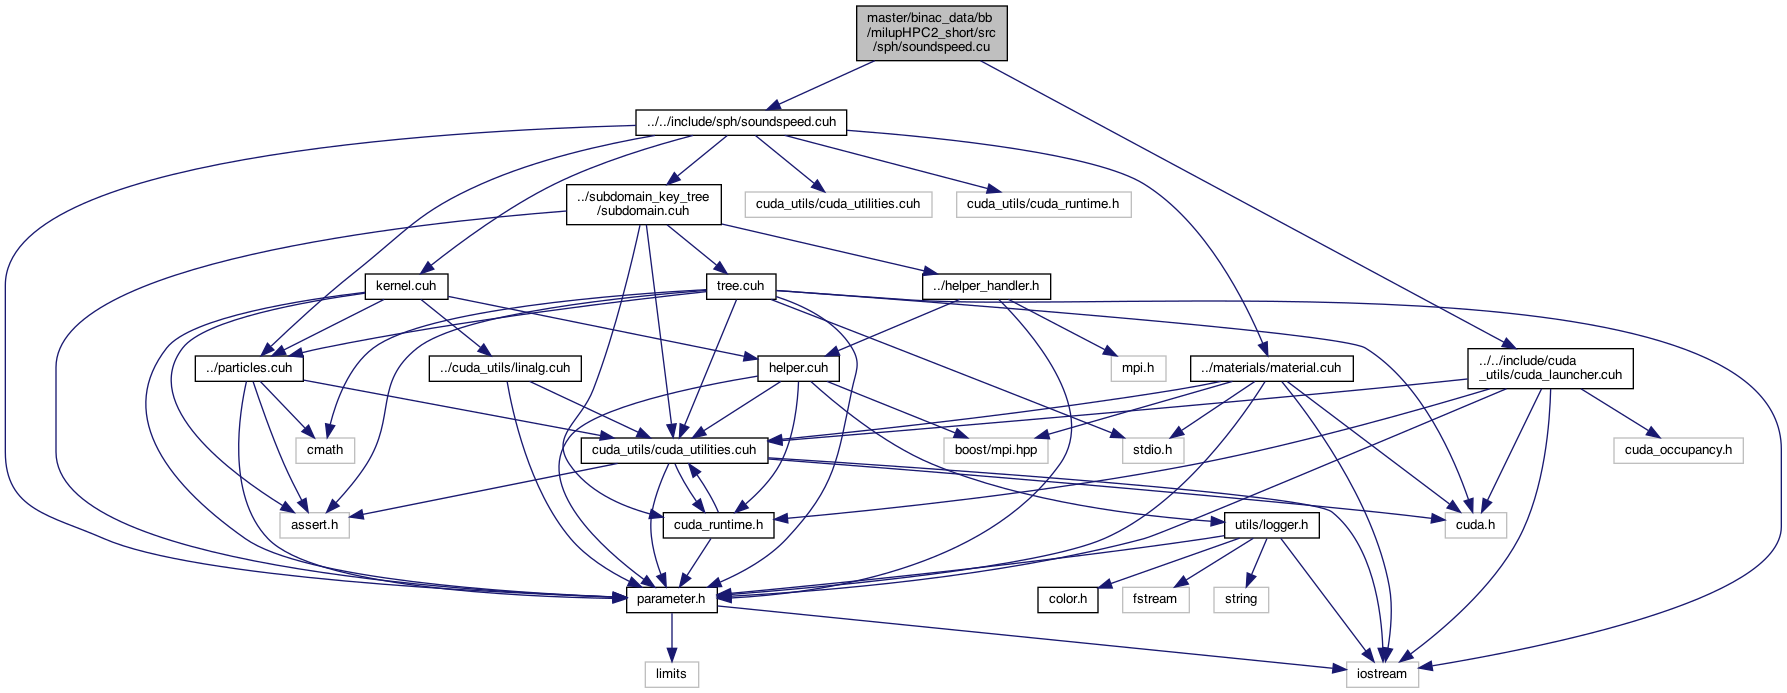 master/binac_data/bb
/milupHPC2_short/src
/sph/soundspeed.cu
../../include/sph/soundspeed.cuh
../subdomain_key_tree
/subdomain.cuh
cuda_utils/cuda_utilities.cuh
cuda_utils/cuda_runtime.h
kernel.cuh
tree.cuh
../helper_handler.h
../particles.cuh
../cuda_utils/linalg.cuh
helper.cuh
mpi.h
../materials/material.cuh
../../include/cuda
_utils/cuda_launcher.cuh
cmath
cuda_utils/cuda_utilities.cuh
boost/mpi.hpp
stdio.h
cuda_occupancy.h
assert.h
cuda_runtime.h
utils/logger.h
cuda.h
parameter.h
color.h
fstream
string
limits
iostream